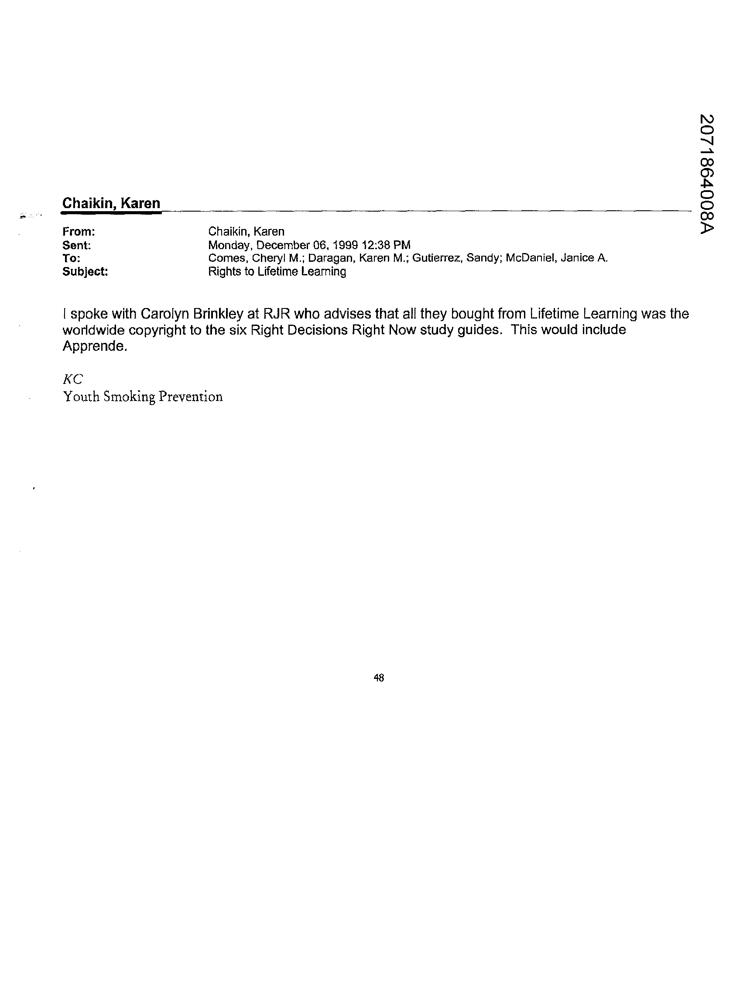 2071864008A
Chaikin, Karen
From: Chaikin, Karen
Sent: Monday, December 06, 1999 12:38 PM
To: Comes, Cheryl M.; Daragan, Karen M.; Gutierrez, Sandy; McDaniel, Janice A.
Subject: Rights to Lifetime Learning
I spoke with Carolyn Brinkley at RJR who advises that all they bought from Lifetime Learning was the
worldwide copyright to the six Right Decisions Right Now study guides.  This would include
Apprende.
KC
Youth Smoking Prevention
48